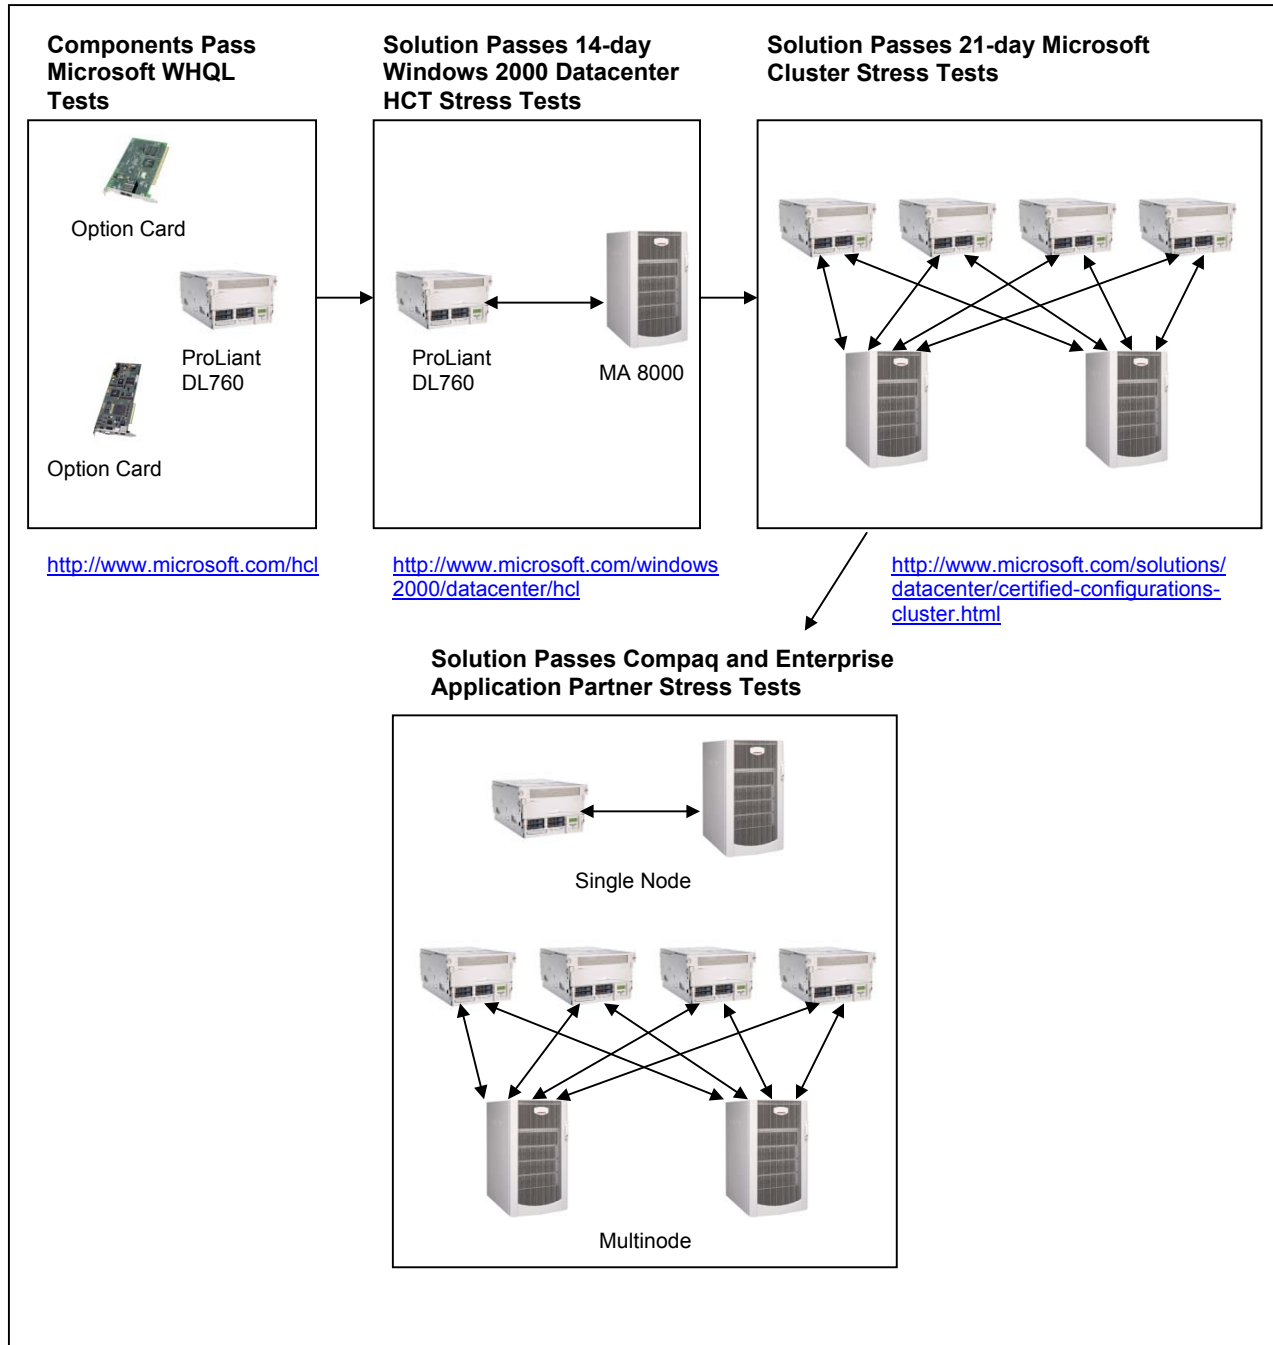 Components Pass
Microsoft WHQL
Tests
Solution Passes 14-day
Windows 2000 Datacenter
HCT Stress Tests
Solution Passes 21-day Microsoft
Cluster Stress Tests
Option Card
ProLiant
DL760
Option Card
ProLiant
DL760
MA 8000
http://www.microsoft.com/hcl
http://www.microsoft.com/windows
2000/datacenter/hcl
http://www.microsoft.com/solutions/
datacenter/certified-configurations-
cluster.html
Solution Passes Compaq and Enterprise
Application Partner Stress Tests
Single Node
Multinode